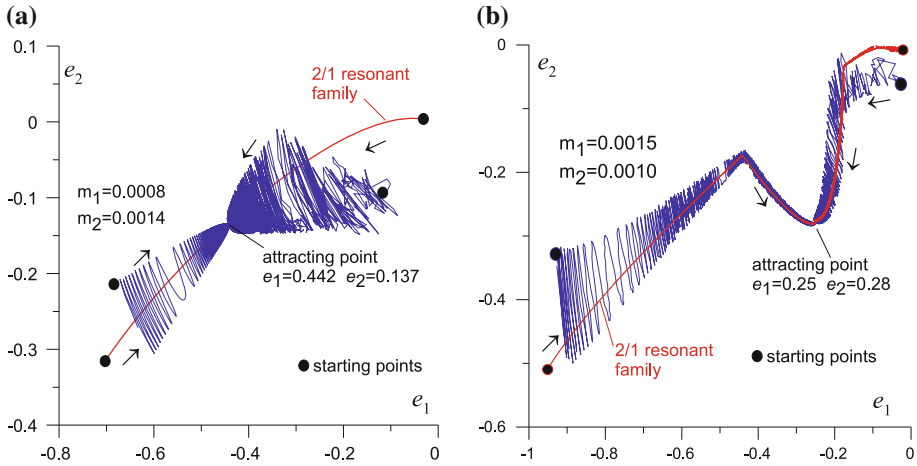 (a)
0.1
e2
2/1 resonant
family
0
-0.1
m1=0.0008
m2=0.0014
attracting point
e1=0.442 e2=0.137
-0.2
-0.3
starting points
e1
-0.4
-0.8 -0.6 -0.4 -0.2 0
(b)
0
e2
m1=0.0015
m2=0.0010
-0.2
attracting point
e1=0.25 e2=0.28
-0.4
2/1 resonant
family
starting points
e1
-0.6
-1 -0.8 -0.6 -0.4 -0.2 0